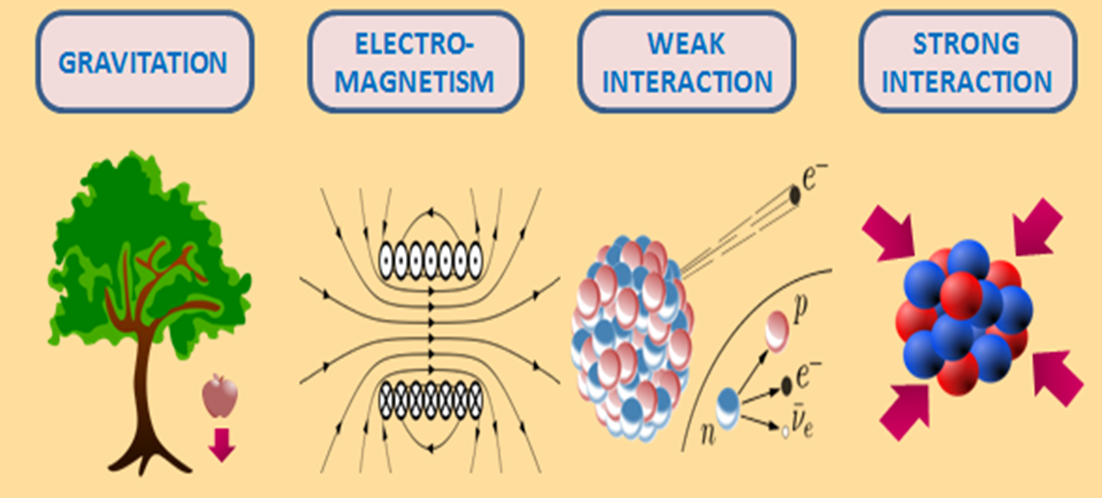 GRAVITATION
ELECTRO-
MAGNETISM
WEAK
INTERACTION
STRONG
INTERACTION
e⁻
p
e⁻
n
ν̄ₑ